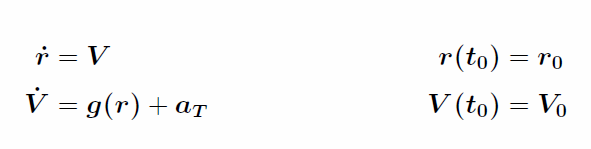 ṙ = V r(t₀) = r₀
V̇ = g(r) + a_T V(t₀) = V₀